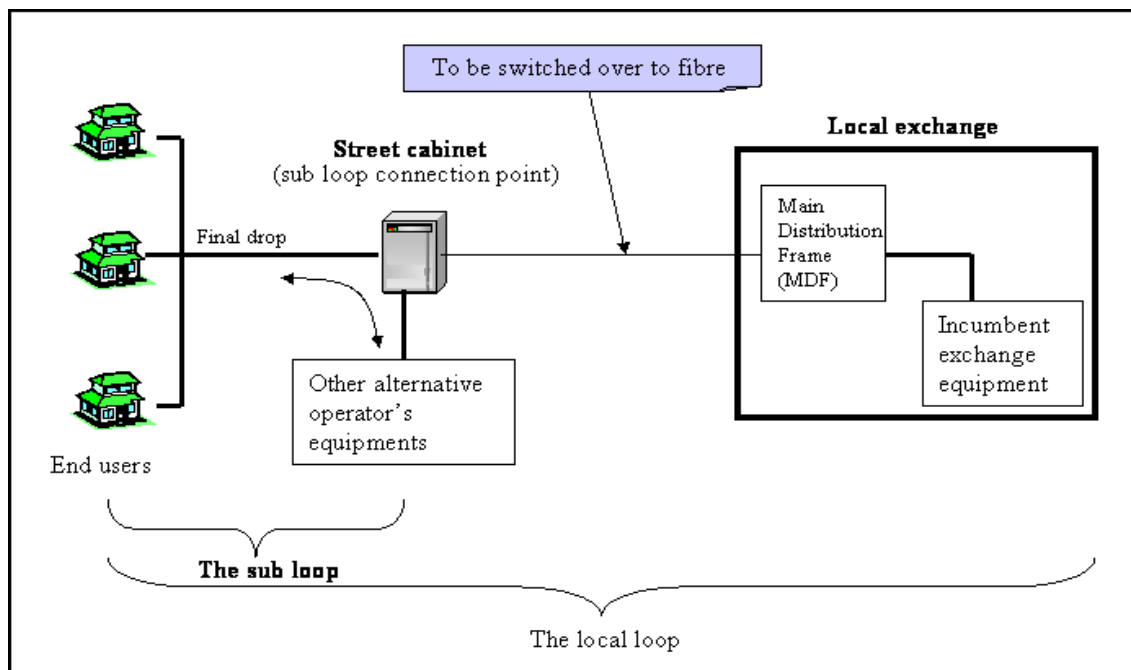 To be switched over to fibre
Local exchange
Street cabinet
(sub loop connection point)
Main
Distribution
Frame
(MDF)
Final drop
Incumbent
exchange
equipment
Other alternative
operator's
equipments
End users
The sub loop
The local loop